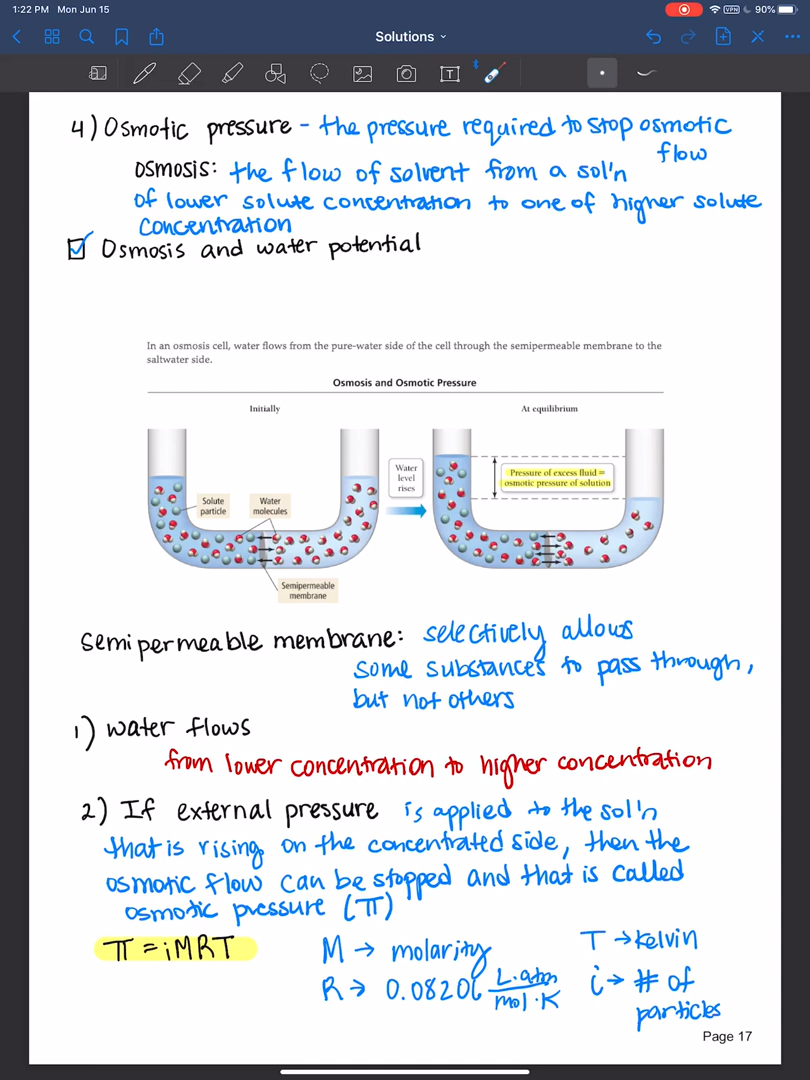 1:22 PM Mon Jun 15
VPN 90%
Solutions
4) Osmotic pressure - the pressure required to stop osmotic
flow
osmosis: the flow of solvent from a sol'n
of lower solute concentration to one of higher solute
concentration
Osmosis and water potential
In an osmosis cell, water flows from the pure-water side of the cell through the semipermeable membrane to the
saltwater side.
Osmosis and Osmotic Pressure
Initially
At equilibrium
Water
level
rises
Pressure of excess fluid =
osmotic pressure of solution
Solute
particle
Water
molecules
Semipermeable
membrane
semipermeable membrane: selectively allows
some substances to pass through,
but not others
1) water flows
from lower concentration to higher concentration
2) If external pressure is applied to the sol'n
that is rising on the concentrated side, then the
osmotic flow can be stopped and that is called
osmotic pressure (π)
π = iMRT
M → molarity
T → Kelvin
R → 0.08206 L·atm / mol·K
i → # of
particles
Page 17